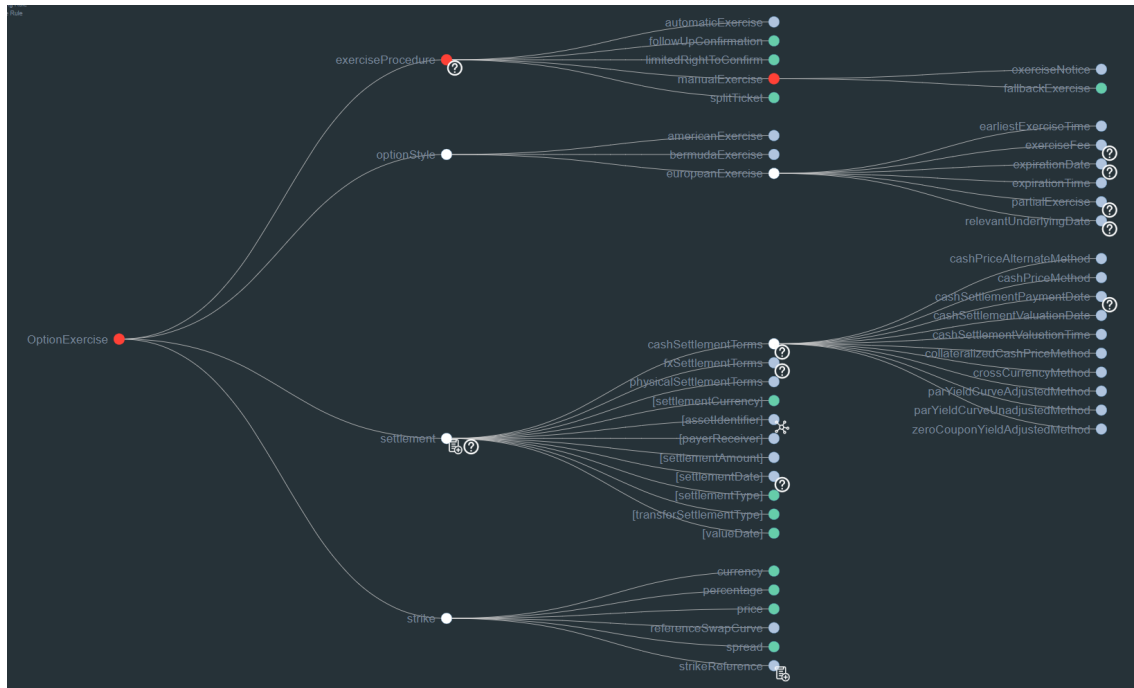 Rule
OptionExercise
exerciseProcedure
automaticExercise
followUpConfirmation
limitedRightToConfirm
manualExercise
exerciseNotice
fallbackExercise
splitTicket
optionStyle
americanExercise
bermudaExercise
europeanExercise
earliestExerciseTime
exerciseFee
expirationDate
expirationTime
partialExercise
relevantUnderlyingDate
settlement
cashSettlementTerms
cashPriceAlternateMethod
cashPriceMethod
cashSettlementPaymentDate
cashSettlementValuationDate
cashSettlementValuationTime
collateralizedCashPriceMethod
crossCurrencyMethod
parYieldCurveAdjustedMethod
parYieldCurveUnadjustedMethod
zeroCouponYieldAdjustedMethod
fxSettlementTerms
physicalSettlementTerms
[settlementCurrency]
[assetIdentifier]
[payerReceiver]
[settlementAmount]
[settlementDate]
[settlementType]
[transferSettlementType]
[valueDate]
strike
currency
percentage
price
referenceSwapCurve
spread
strikeReference